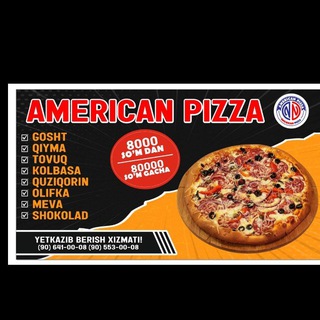 AMERICAN PIZZA
GOSHT
QIYMA
TOVUQ
KOLBASA
QUZIQORIN
OLIFKA
MEVA
SHOKOLAD
8000
SO'M DAN
80000
SO'M GACHA
YETKAZIB BERISH XIZMATI!
(90) 641-00-08 (90) 553-00-08